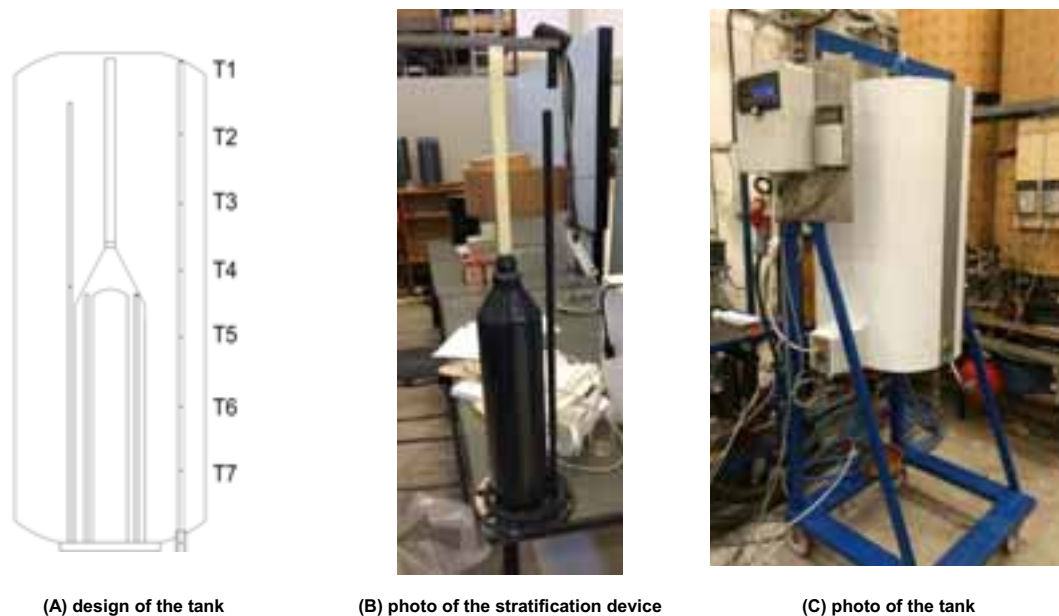 T1
T2
T3
T4
T5
T6
T7
(A) design of the tank
(B) photo of the stratification device
(C) photo of the tank